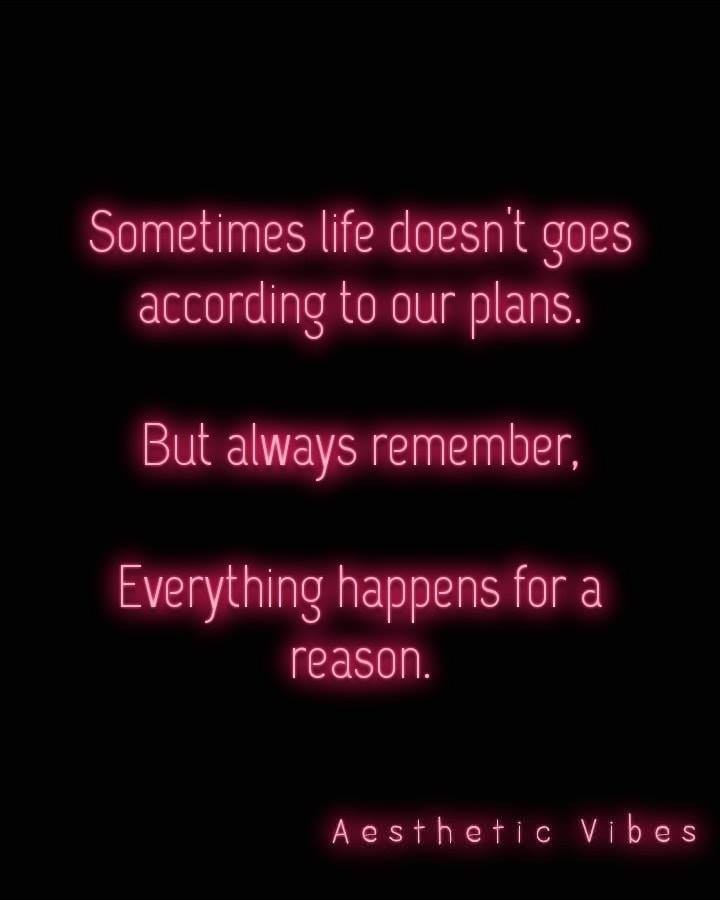 Sometimes life doesn't goes
according to our plans.
But always remember,
Everything happens for a
reason.
Aesthetic Vibes